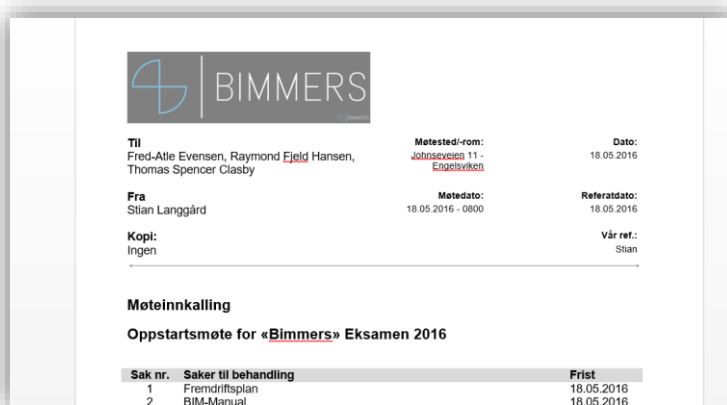 BIMMERS
Til
Fred-Atle Evensen, Raymond Fjeld Hansen,
Thomas Spencer Clasby
Møtested/-rom:
Johnseveien 11 -
Engelsviken
Dato:
18.05.2016
Fra
Stian Langgård
Møtedato:
18.05.2016 - 0800
Referatdato:
18.05.2016
Kopi:
Ingen
Vår ref.:
Stian
Møteinnkalling
Oppstartsmøte for «Bimmers» Eksamen 2016
Sak nr. Saker til behandling Frist
1 Fremdriftsplan 18.05.2016
2 BIM-Manual 18.05.2016